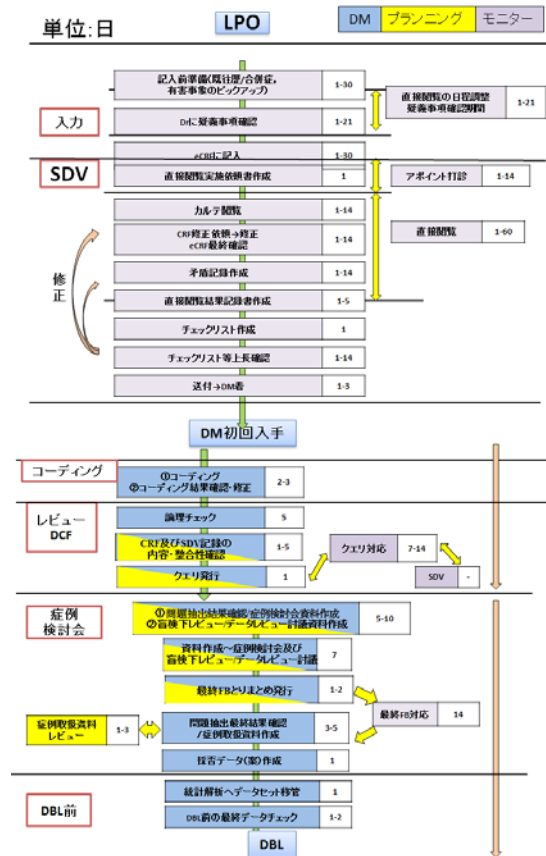 単位:日
LPO
DM
プランニング
モニター
記入前準備(既往歴/合併症,
有害事象のピックアップ)
1-30
直接閲覧の日程調整
疑義事項確認期間
1-21
入力
Drに疑義事項確認
1-21
eCRFに記入
1-30
SDV
直接閲覧実施依頼書作成
1
アポイント打診
1-14
カルテ閲覧
1-14
CRF修正依頼→修正
eCRF最終確認
1-14
直接閲覧
1-60
修正
矛盾記録作成
1-14
直接閲覧結果記録書作成
1-5
チェックリスト作成
1
チェックリスト等上長確認
1-14
送付→DM着
1-3
DM初回入手
コーディング
①コーディング
②コーディング結果確認・修正
2-3
レビュー
DCF
論理チェック
5
CRF及びSDV記録の
内容・整合性確認
1-5
クエリ対応
7-14
クエリ発行
1
SDV
-
症例
検討会
①問題抽出結果確認/症例検討会資料作成
②盲検下レビュー/データレビュー討議資料作成
5-10
資料作成～症例検討会及び
盲検下レビュー/データレビュー討議
7
最終FBとりまとめ発行
1-2
最終FB対応
14
症例取扱資料
レビュー
1-3
問題抽出最終結果確認
/症例取扱資料作成
3-5
採否データ(案)作成
1
DBL前
統計解析へデータセット移管
1
DBL前の最終データチェック
1-2
DBL